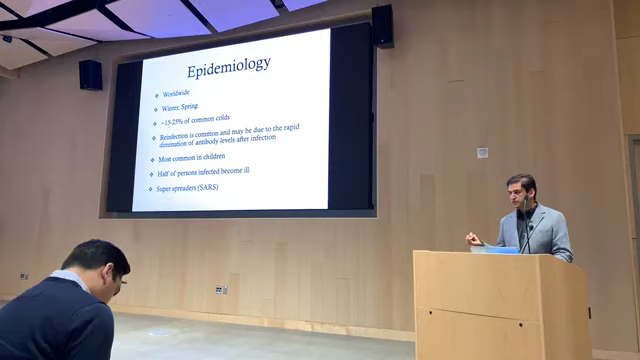 Epidemiology
❖ Worldwide
❖ Winter, Spring
❖ ~15-25% of common colds
❖ Reinfection is common and may be due to the rapid
diminution of antibody levels after infection
❖ Most common in children
❖ Half of persons infected become ill
❖ Super spreaders (SARS)